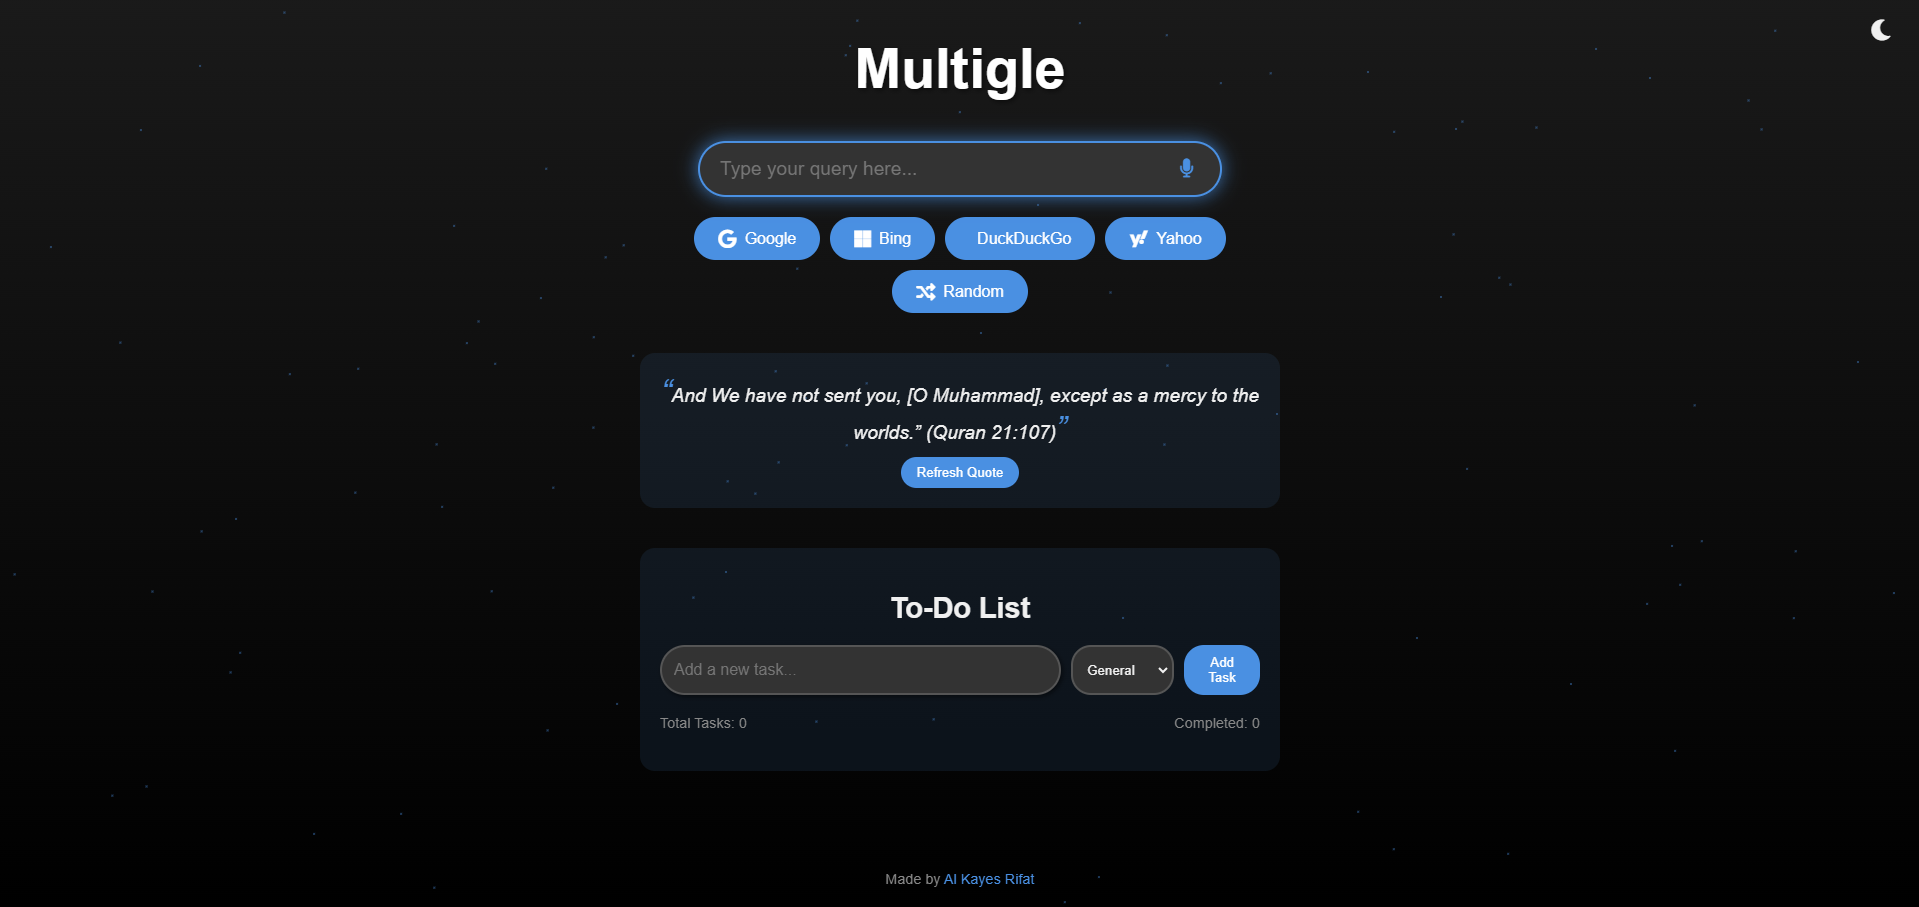 Multigle
Type your query here...
Google
Bing
DuckDuckGo
Yahoo
Random
“And We have not sent you, [O Muhammad], except as a mercy to the
worlds.” (Quran 21:107)”
Refresh Quote
To-Do List
Add a new task...
General
Add
Task
Total Tasks: 0
Completed: 0
Made by Al Kayes Rifat